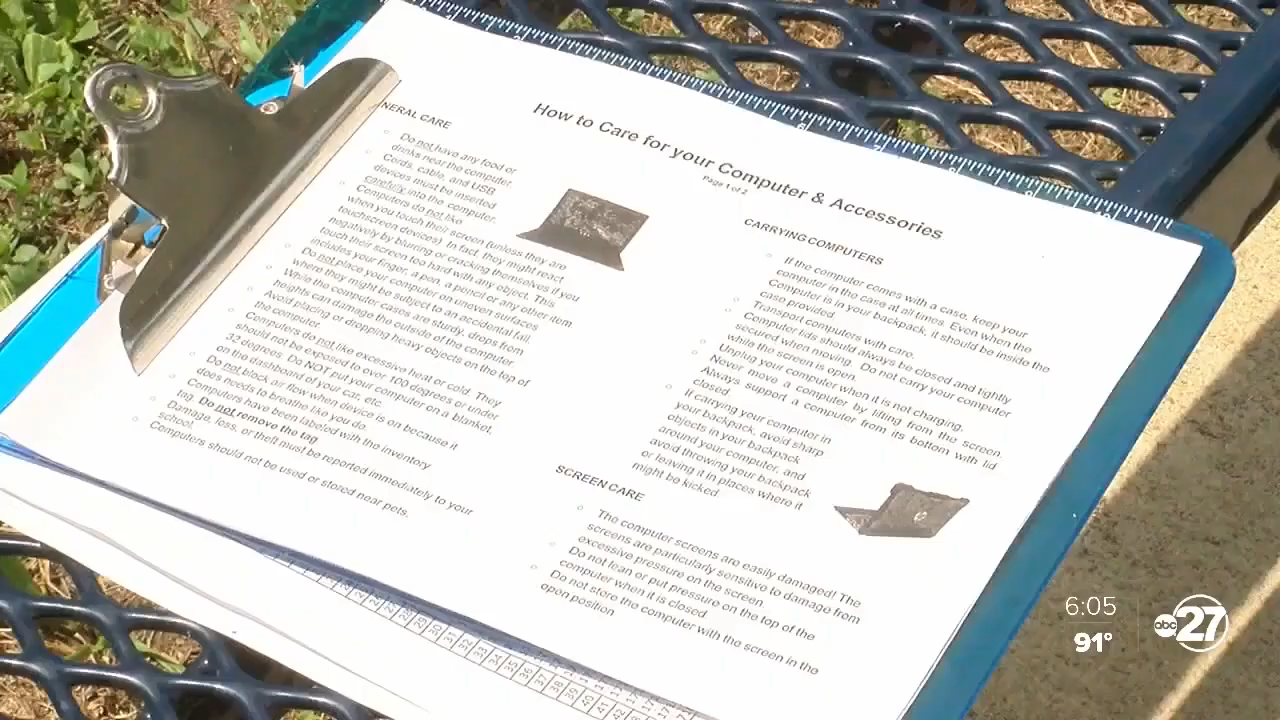 How to Care for your Computer & Accessories
Page 1 of 2
NERAL CARE
Do not have any food or
drinks near the computer.
Cords, cable, and USB
devices must be inserted
carefully into the computer.
Computers do not like
when you touch their screen (unless they are
touchscreen devices). In fact, they might react
negatively by blurring or cracking themselves if you
touch their screen too hard with any object. This
includes your finger, a pen, a pencil or any other item
Do not place your computer on uneven surfaces
where they might be subject to an accidental fall.
While the computer cases are sturdy, drops from
heights can damage the outside of the computer
Avoid placing or dropping heavy objects on the top of
the computer.
Computers do not like excessive heat or cold. They
should not be exposed to over 100 degrees or under
32 degrees. Do NOT put your computer on a blanket,
on the dashboard of your car, etc.
Do not block air flow when device is on because it
does needs to breathe like you do.
Computers have been labeled with the inventory
tag. Do not remove the tag
Damage, loss, or theft must be reported immediately to your
school.
Computers should not be used or stored near pets.
CARRYING COMPUTERS
If the computer comes with a case, keep your
computer in the case at all times. Even when the
computer is in your backpack, it should be inside the
case provided.
Transport computers with care.
Computer lids should always be closed and tightly
secured when moving. Do not carry your computer
while the screen is open.
Unplug your computer when it is not charging.
Never move a computer by lifting from the screen.
Always support a computer from its bottom with lid
closed.
If carrying your computer in
your backpack, avoid sharp
objects in your backpack
around your computer, and
avoid throwing your backpack
or leaving it in places where it
might be kicked
SCREEN CARE
The computer screens are easily damaged! The
screens are particularly sensitive to damage from
excessive pressure on the screen.
Do not lean or put pressure on the top of the
computer when it is closed
Do not store the computer with the screen in the
open position
6:05
91°
abc 27